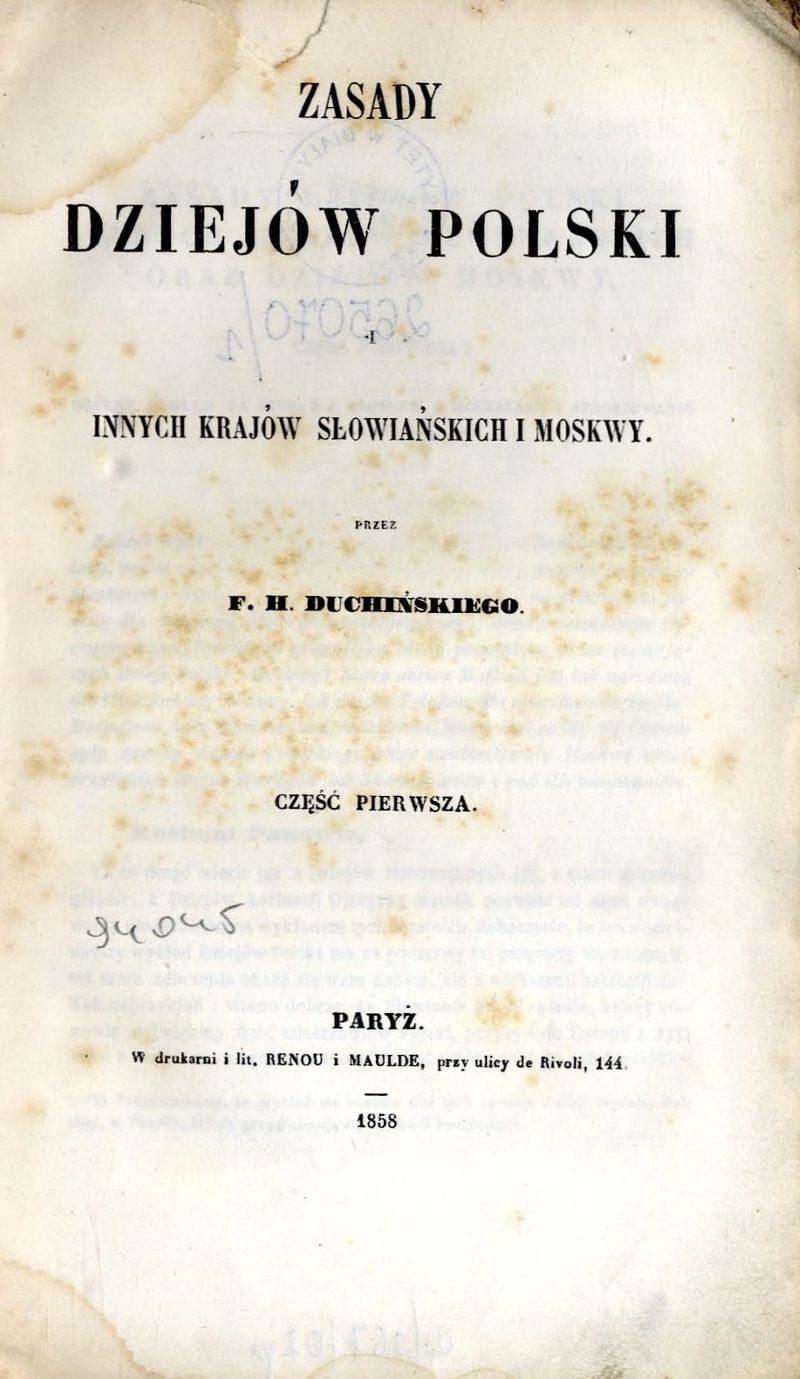 ZASADY
DZIEJÓW POLSKI
I
INNYCH KRAJÓW SŁOWIAŃSKICH I MOSKWY.
PRZEZ
F. H. DUCHIŃSKIEGO.
CZĘŚĆ PIERWSZA.
PARYŻ.
W drukarni i lit. RENOU i MAULDE, przy ulicy de Rivoli, 144.
1858